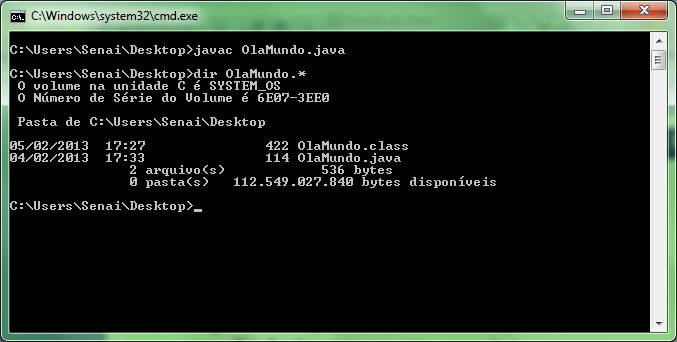 C:\Windows\system32\cmd.exe
C:\Users\Senai\Desktop>javac OlaMundo.java
C:\Users\Senai\Desktop>dir OlaMundo.*
O volume na unidade C é SYSTEM_OS
O Número de Série do Volume é 6E07-3EE0
Pasta de C:\Users\Senai\Desktop
05/02/2013  17:27               422 OlaMundo.class
04/02/2013  17:33               114 OlaMundo.java
2 arquivo(s)            536 bytes
0 pasta(s)   112.549.027.840 bytes disponíveis
C:\Users\Senai\Desktop>_